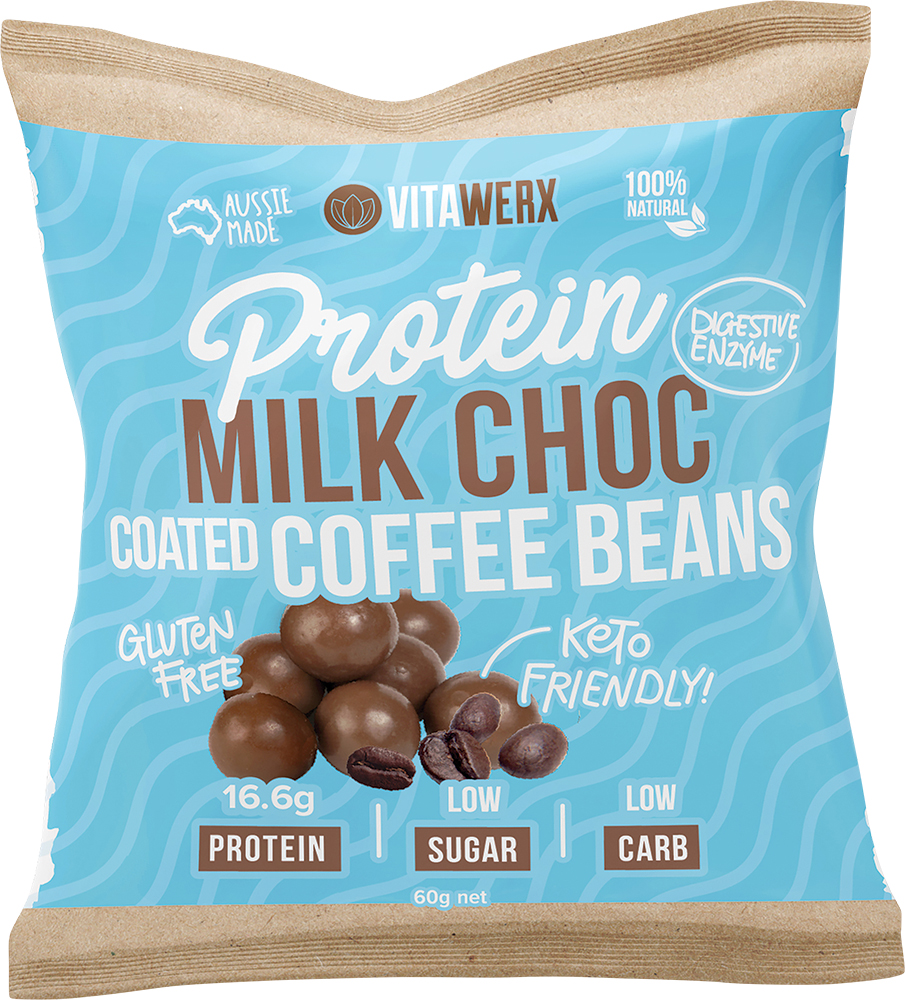 AUSSIE
MADE
VITAWERX
100%
NATURAL
Protein
DIGESTIVE
ENZYME
MILK CHOC
COATED COFFEE BEANS
GLUTEN
FREE
KETO
FRIENDLY!
16.6g
PROTEIN
LOW
SUGAR
LOW
CARB
60g net